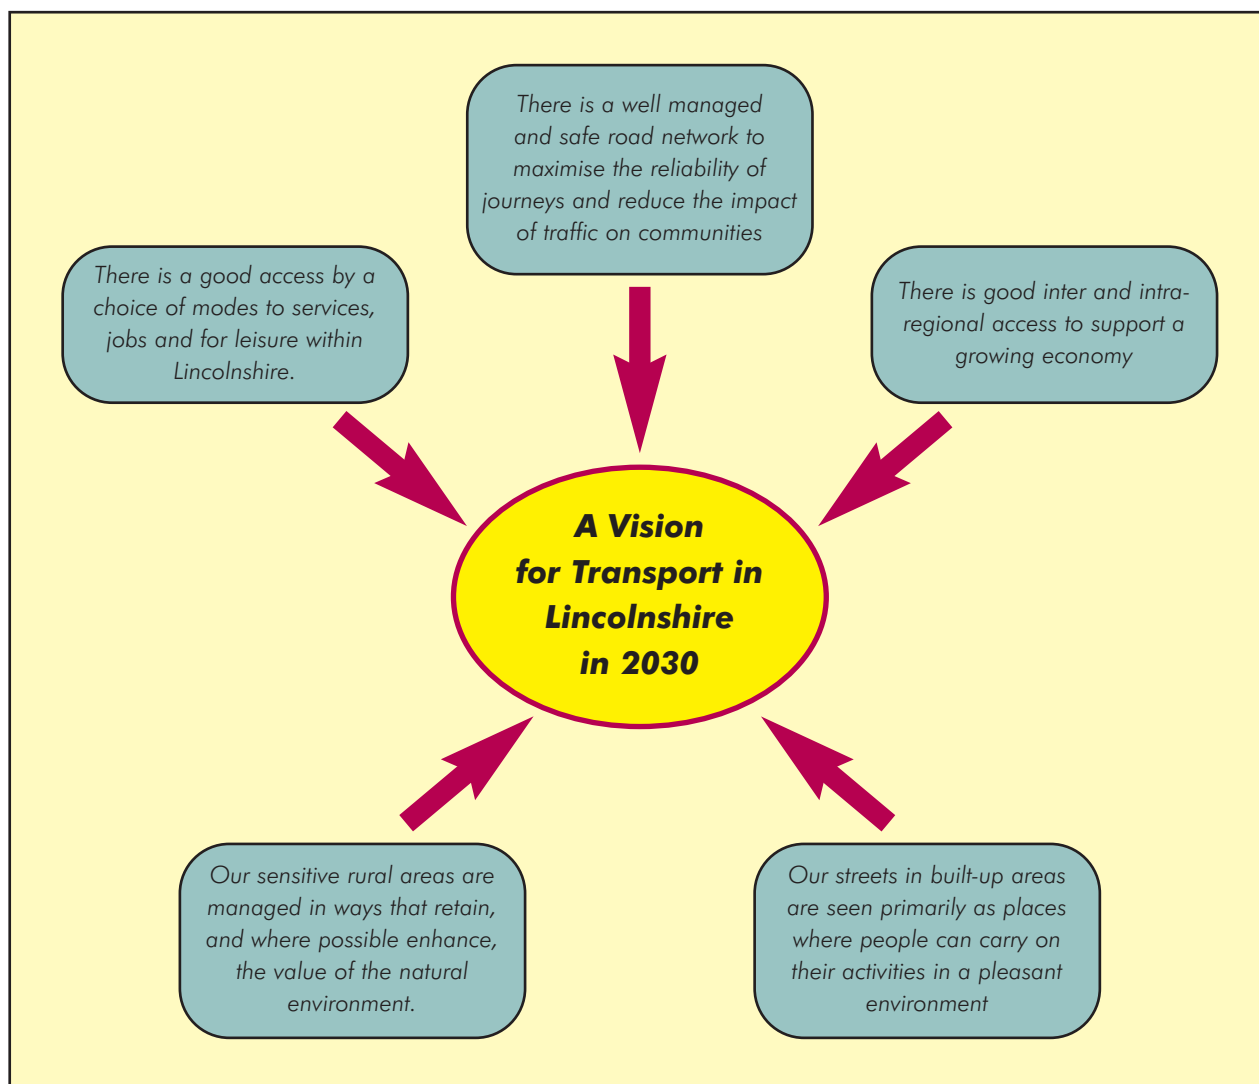 There is a well managed
and safe road network to
maximise the reliability of
journeys and reduce the impact
of traffic on communities
There is a good access by a
choice of modes to services,
jobs and for leisure within
Lincolnshire.
There is good inter and intra-
regional access to support a
growing economy
A Vision
for Transport in
Lincolnshire
in 2030
Our sensitive rural areas are
managed in ways that retain,
and where possible enhance,
the value of the natural
environment.
Our streets in built-up areas
are seen primarily as places
where people can carry on
their activities in a pleasant
environment